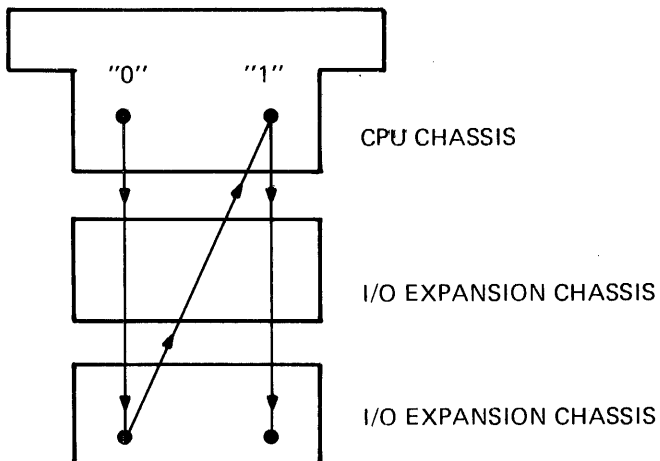 "0" "1"
CPU CHASSIS
I/O EXPANSION CHASSIS
I/O EXPANSION CHASSIS